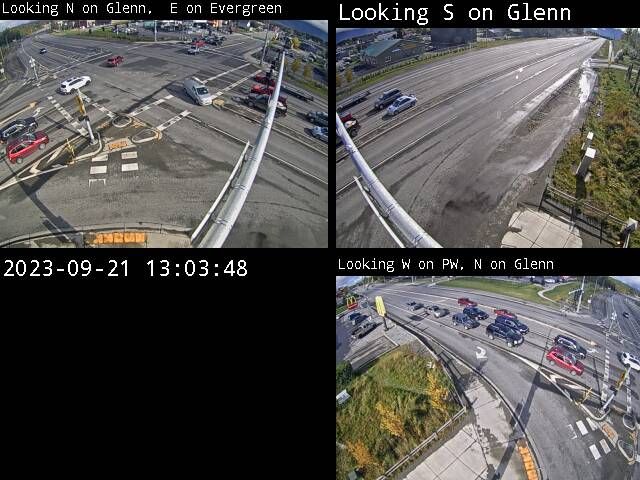 Looking N on Glenn, E on Evergreen
Looking S on Glenn
2023-09-21 13:03:48
Looking W on PW, N on Glenn